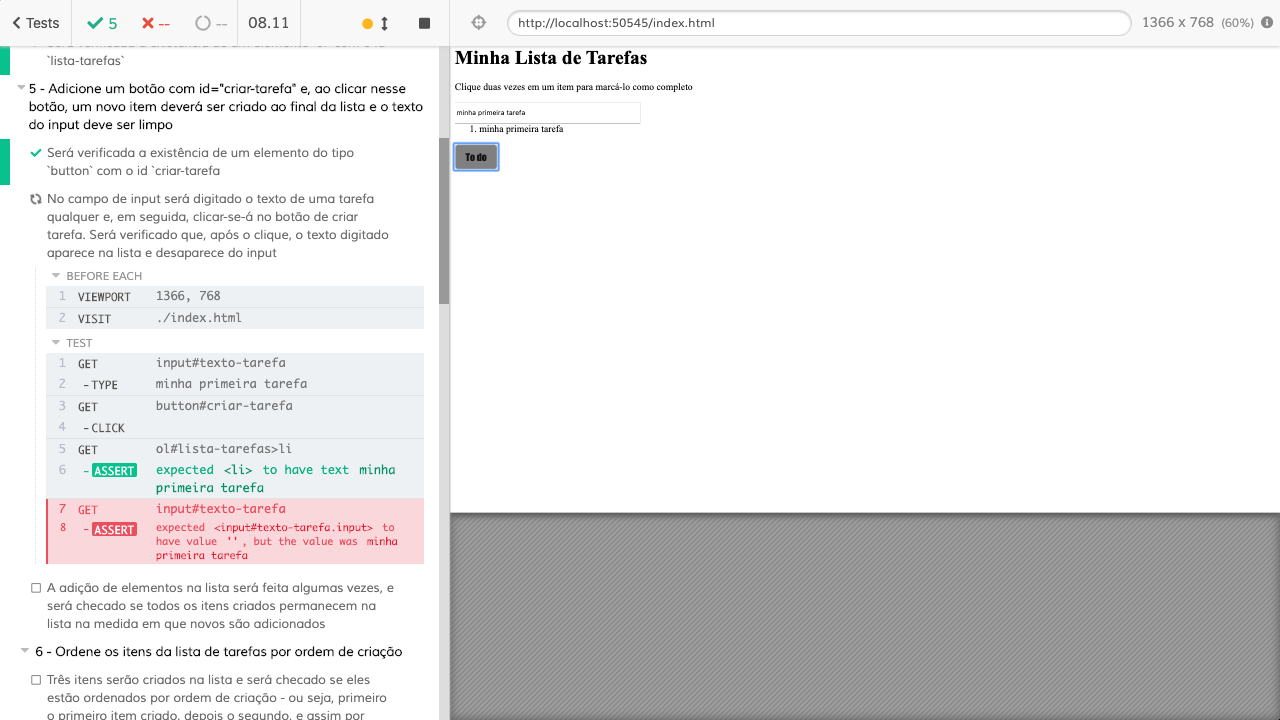 Tests
5
--
--
08.11
http://localhost:50545/index.html
1366 x 768 (60%)
`lista-tarefas`
5 - Adicione um botão com id="criar-tarefa" e, ao clicar nesse
botão, um novo item deverá ser criado ao final da lista e o texto
do input deve ser limpo
Será verificada a existência de um elemento do tipo
`button` com o id `criar-tarefa
No campo de input será digitado o texto de uma tarefa
qualquer e, em seguida, clicar-se-á no botão de criar
tarefa. Será verificado que, após o clique, o texto digitado
aparece na lista e desaparece do input
BEFORE EACH
1 VIEWPORT 1366, 768
2 VISIT ./index.html
TEST
1 GET input#texto-tarefa
2 -TYPE minha primeira tarefa
3 GET button#criar-tarefa
4 -CLICK
5 GET ol#lista-tarefas>li
6 -ASSERT expected <li> to have text minha
primeira tarefa
7 GET input#texto-tarefa
8 -ASSERT expected <input#texto-tarefa.input> to
have value '', but the value was minha
primeira tarefa
A adição de elementos na lista será feita algumas vezes, e
será checado se todos os itens criados permanecem na
lista na medida em que novos são adicionados
6 - Ordene os itens da lista de tarefas por ordem de criação
Três itens serão criados na lista e será checado se eles
estão ordenados por ordem de criação - ou seja, primeiro
o primeiro item criado, depois o segundo, e assim por
Minha Lista de Tarefas
Clique duas vezes em um item para marcá-lo como completo
minha primeira tarefa
1. minha primeira tarefa
To do